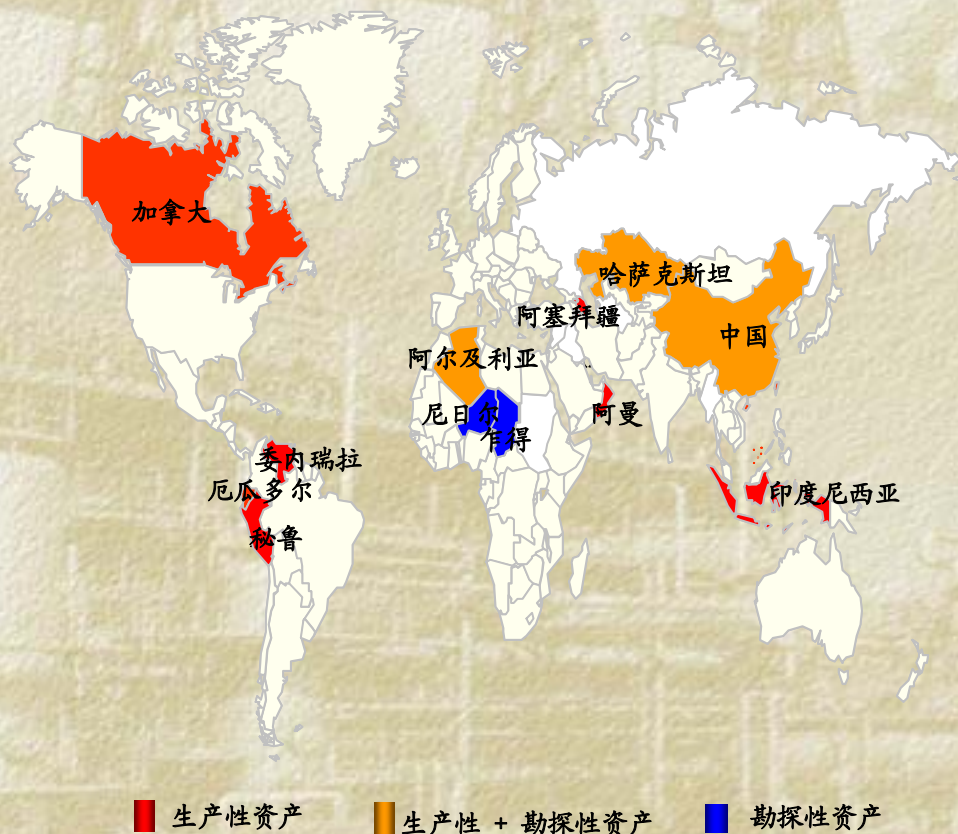 加拿大
哈萨克斯坦
阿塞拜疆
中国
阿尔及利亚
尼日尔
阿曼
乍得
委内瑞拉
厄瓜多尔
印度尼西亚
秘鲁
生产性资产
生产性 + 勘探性资产
勘探性资产